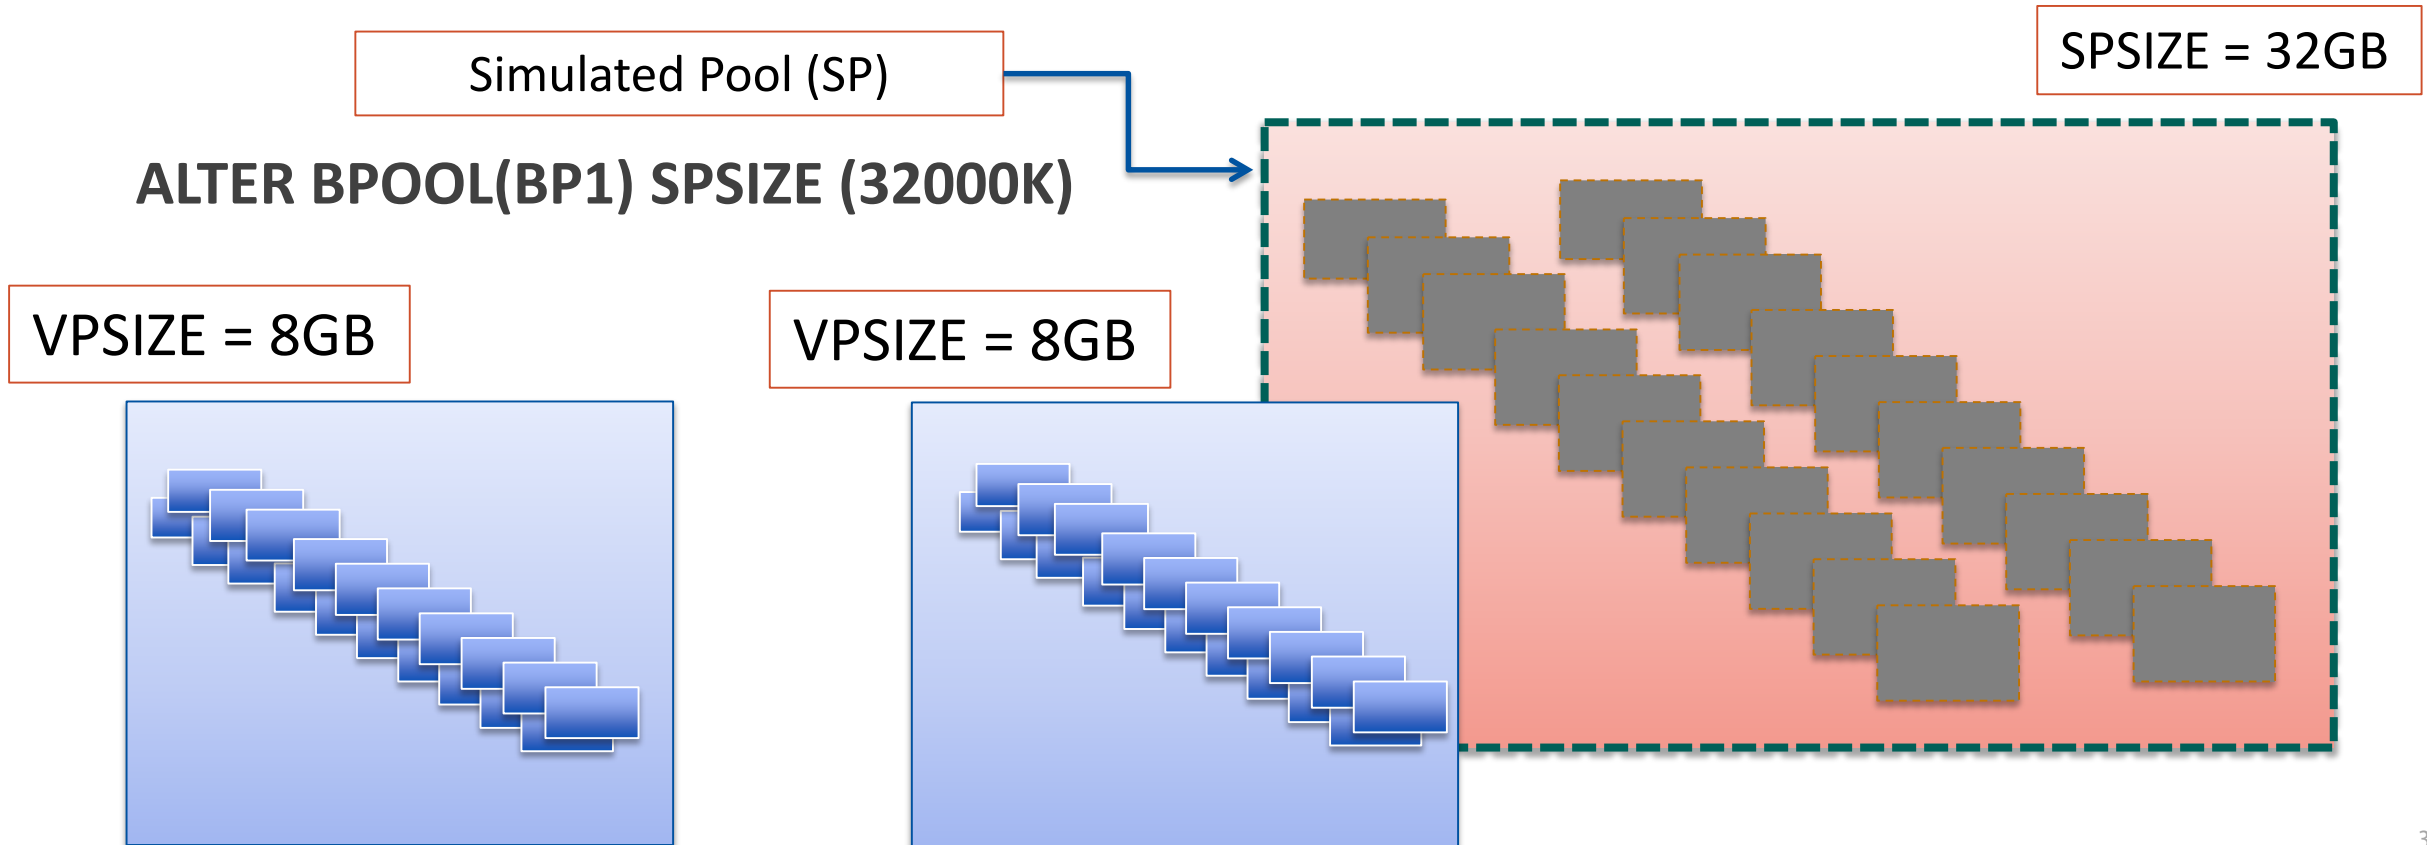 SPSIZE = 32GB
Simulated Pool (SP)
ALTER BPOOL(BP1) SPSIZE (32000K)
VPSIZE = 8GB
VPSIZE = 8GB